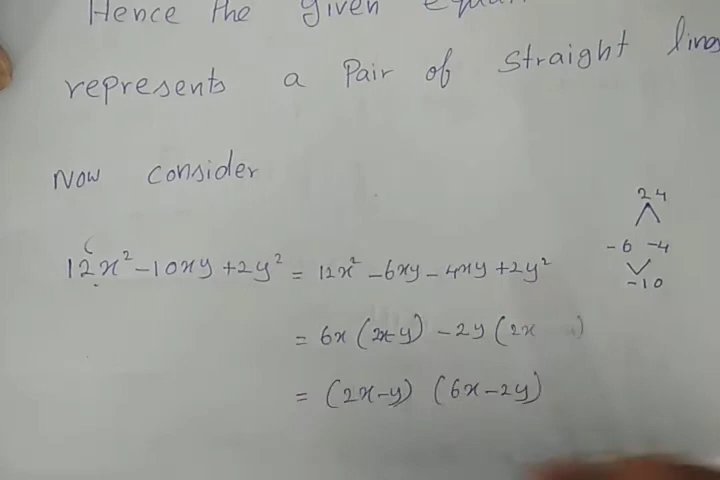 Hence the given
represents a Pair of straight
Now consider
12x² - 10xy + 2y² = 12x² - 6xy - 4xy + 2y²
24
-6 -4
-10
= 6x (2x-y) - 2y (2x )
= (2x-y) (6x-2y)